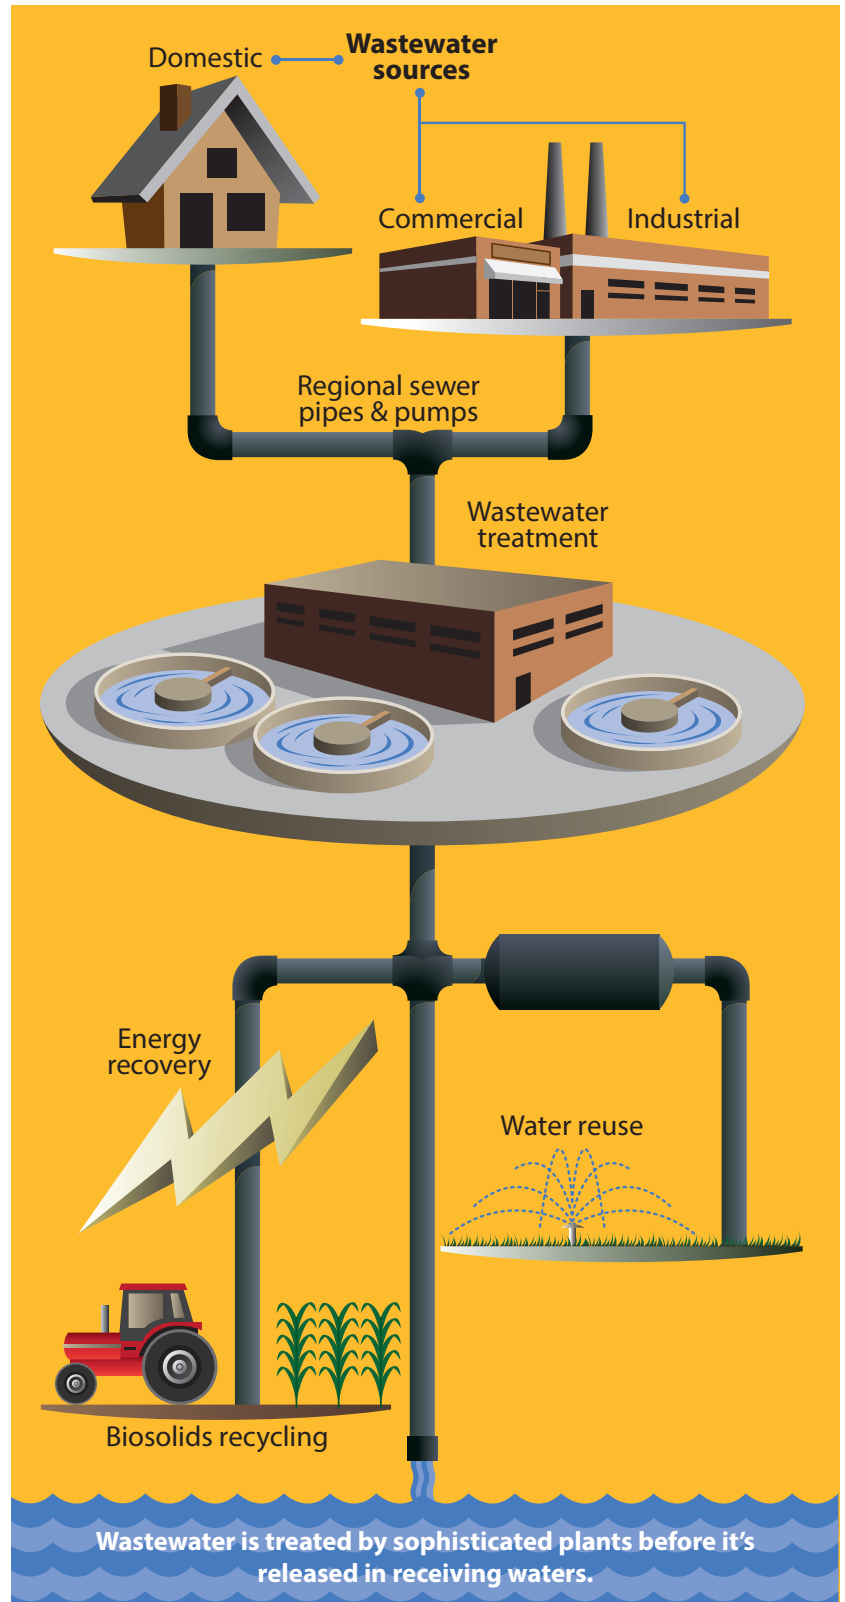 Domestic
Wastewater
sources
Commercial
Industrial
Regional sewer
pipes & pumps
Wastewater
treatment
Energy
recovery
Water reuse
Biosolids recycling
Wastewater is treated by sophisticated plants before it’s
released in receiving waters.